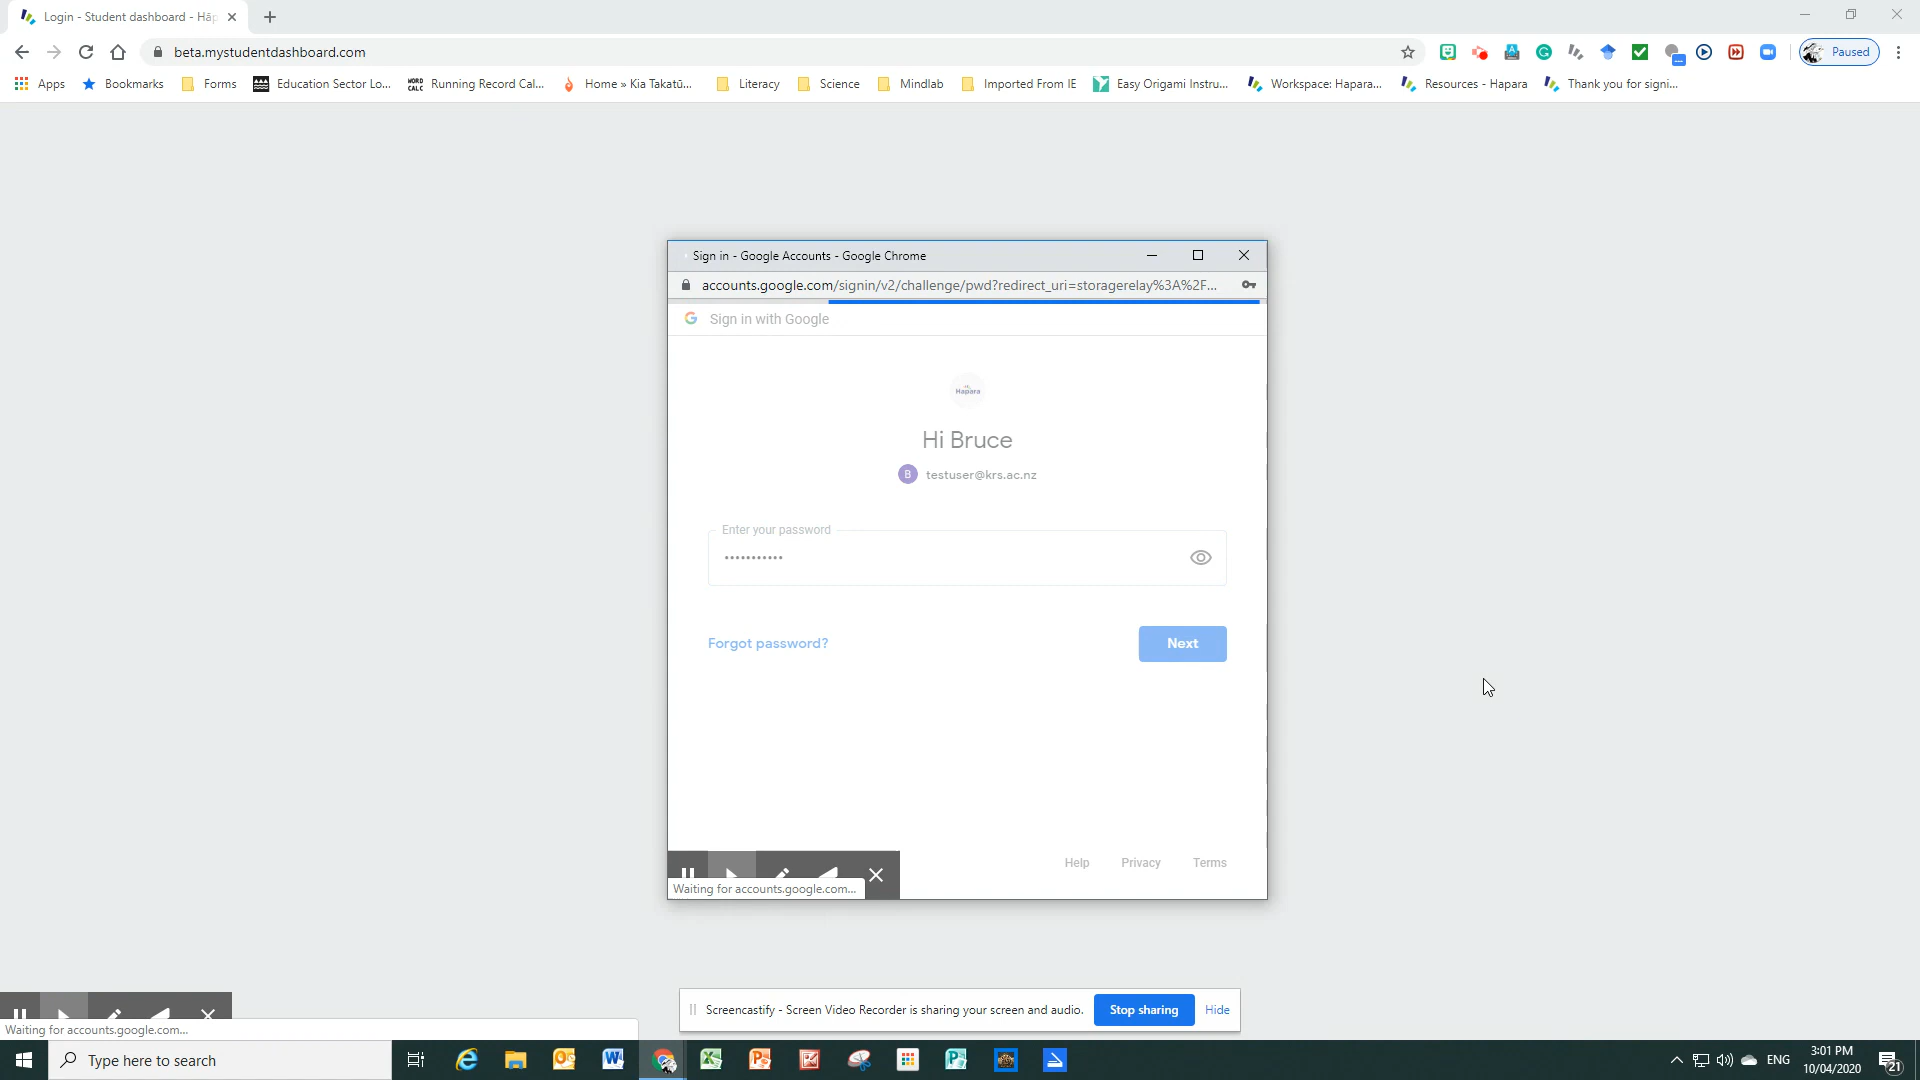 Login - Student dashboard - Hāp
beta.mystudentdashboard.com
Paused
Apps
Bookmarks
Forms
Education Sector Lo...
WORD CALC
Running Record Cal...
Home » Kia Takatū...
Literacy
Science
Mindlab
Imported From IE
Easy Origami Instru...
Workspace: Hapara...
Resources - Hapara
Thank you for signi...
Sign in - Google Accounts - Google Chrome
accounts.google.com/signin/v2/challenge/pwd?redirect_uri=storagerelay%3A%2F...
Sign in with Google
Hapara
Hi Bruce
B testuser@krs.ac.nz
Enter your password
•••••••••••
Forgot password?
Next
Help Privacy Terms
Waiting for accounts.google.com...
Screencastify - Screen Video Recorder is sharing your screen and audio.
Stop sharing
Hide
Waiting for accounts.google.com...
Type here to search
ENG
3:01 PM
10/04/2020
21